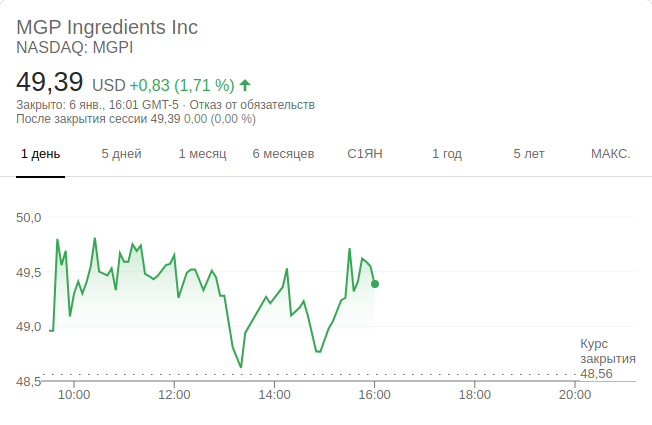 MGP Ingredients Inc
NASDAQ: MGPI
49,39 USD +0,83 (1,71 %)
Закрыто: 6 янв., 16:01 GMT-5 · Отказ от обязательств
После закрытия сессии 49,39 0,00 (0,00 %)
1 день 5 дней 1 месяц 6 месяцев С1ЯН 1 год 5 лет МАКС.
50,0
49,5
49,0
Курс
закрытия
48,56
48,5
10:00 12:00 14:00 16:00 18:00 20:00